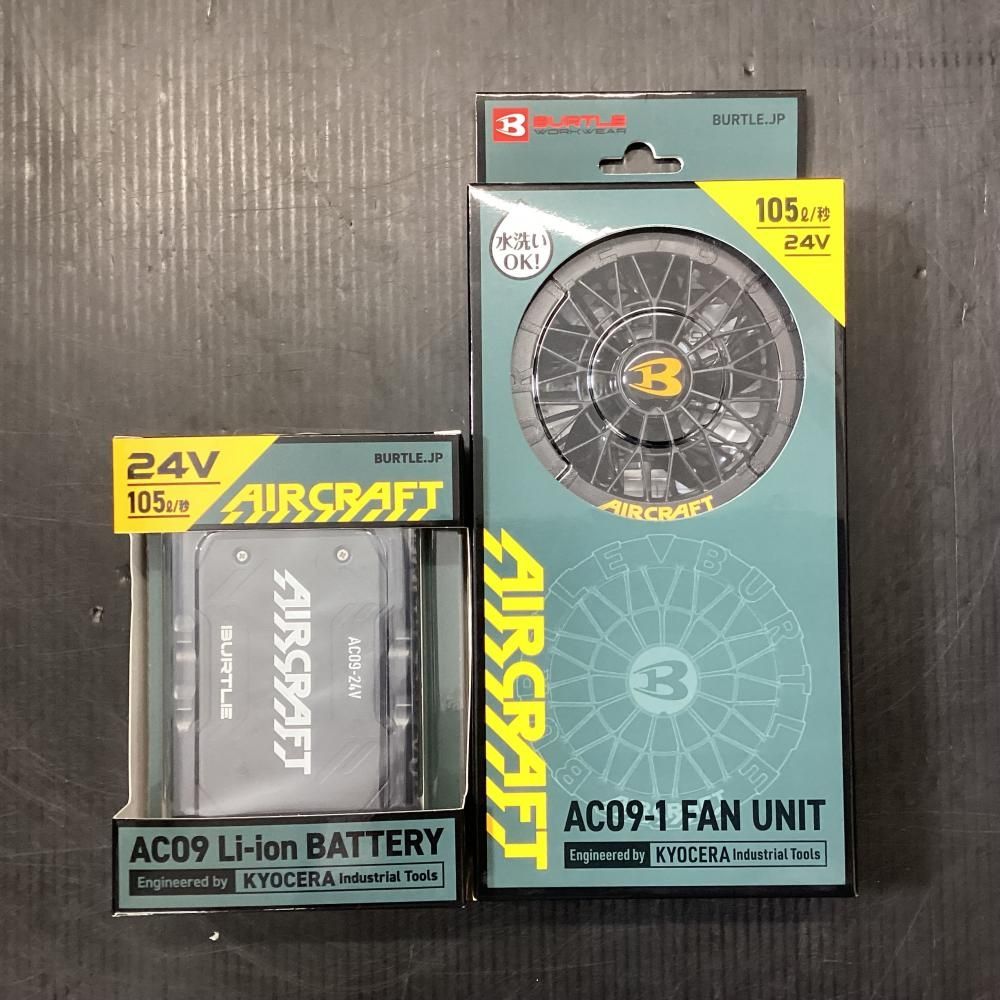 BURTLE
WORKWEAR
BURTLE.JP
105ℓ/秒
24V
水洗い
OK!
B
AIRCRAFT
AIRCRAFT
BURTLE
AC09-1 FAN UNIT
Engineered by KYOCERA Industrial Tools
24V
105ℓ/秒
BURTLE.JP
AIRCRAFT
AIRCRAFT
AC09-24V
BURTLE
AC09 Li-ion BATTERY
Engineered by KYOCERA Industrial Tools